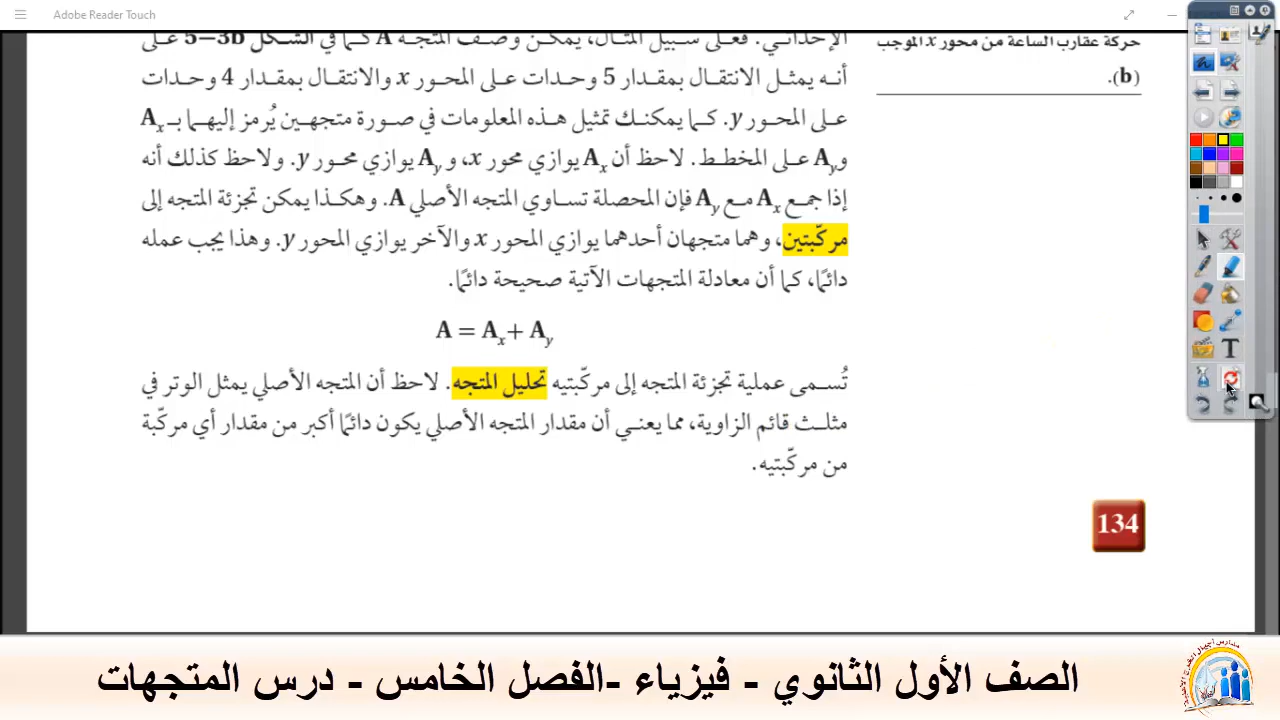 Adobe Reader Touch
الإحداثي. فعلى سبيل المثال، يمكن وصف المتجه A كما في الشكل 5–3b على
أنه يمثل الانتقال بمقدار 5 وحدات على المحور x والانتقال بمقدار 4 وحدات
على المحور y. كما يمكنك تمثيل هذه المعلومات في صورة متجهين يُرمز إليهما بـ Ax
وAy على المخطط. لاحظ أن Ax يوازي محور x، و Ay يوازي محور y. ولاحظ كذلك أنه
إذا جمع Ax مع Ay فإن المحصلة تساوي المتجه الأصلي A. وهكذا يمكن تجزئة المتجه إلى
مركّبتين، وهما متجهان أحدهما يوازي المحور x والآخر يوازي المحور y. وهذا يجب عمله
دائمًا، كما أن معادلة المتجهات الآتية صحيحة دائمًا.
A = Ax + Ay
تُسمى عملية تجزئة المتجه إلى مركّبتيه تحليل المتجه. لاحظ أن المتجه الأصلي يمثل الوتر في
مثلث قائم الزاوية، مما يعني أن مقدار المتجه الأصلي يكون دائمًا أكبر من مقدار أي مركّبة
من مركّبتيه.
حركة عقارب الساعة من محور x الموجب
(b).
134
الصف الأول الثانوي - فيزياء -الفصل الخامس - درس المتجهات